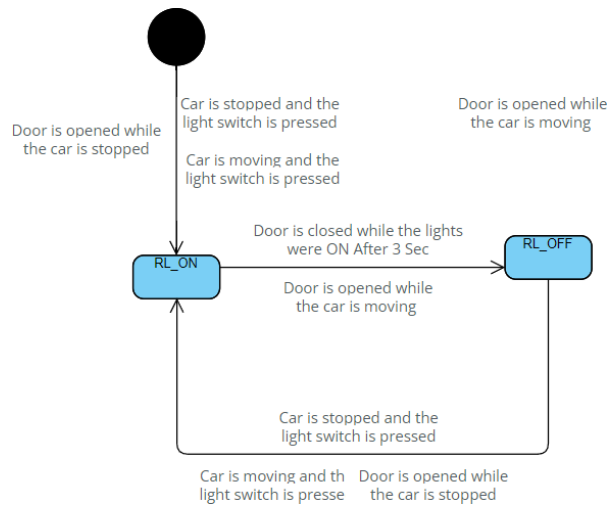 Car is stopped and the
light switch is pressed
Door is opened while
the car is moving
Door is opened while
the car is stopped
Car is moving and the
light switch is pressed
Door is closed while the lights
were ON After 3 Sec
RL_ON
RL_OFF
Door is opened while
the car is moving
Car is stopped and the
light switch is pressed
Car is moving and th
light switch is presse
Door is opened while
the car is stopped